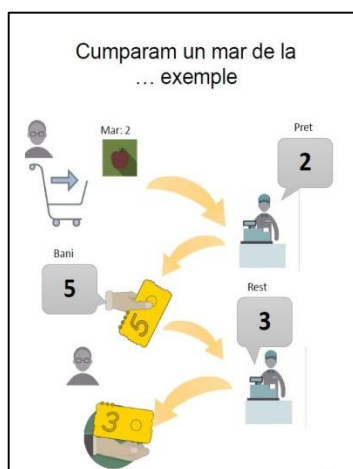 Cumparam un mar de la
... exemple
Mar: 2
Pret
2
Bani
5
5
Rest
3
3